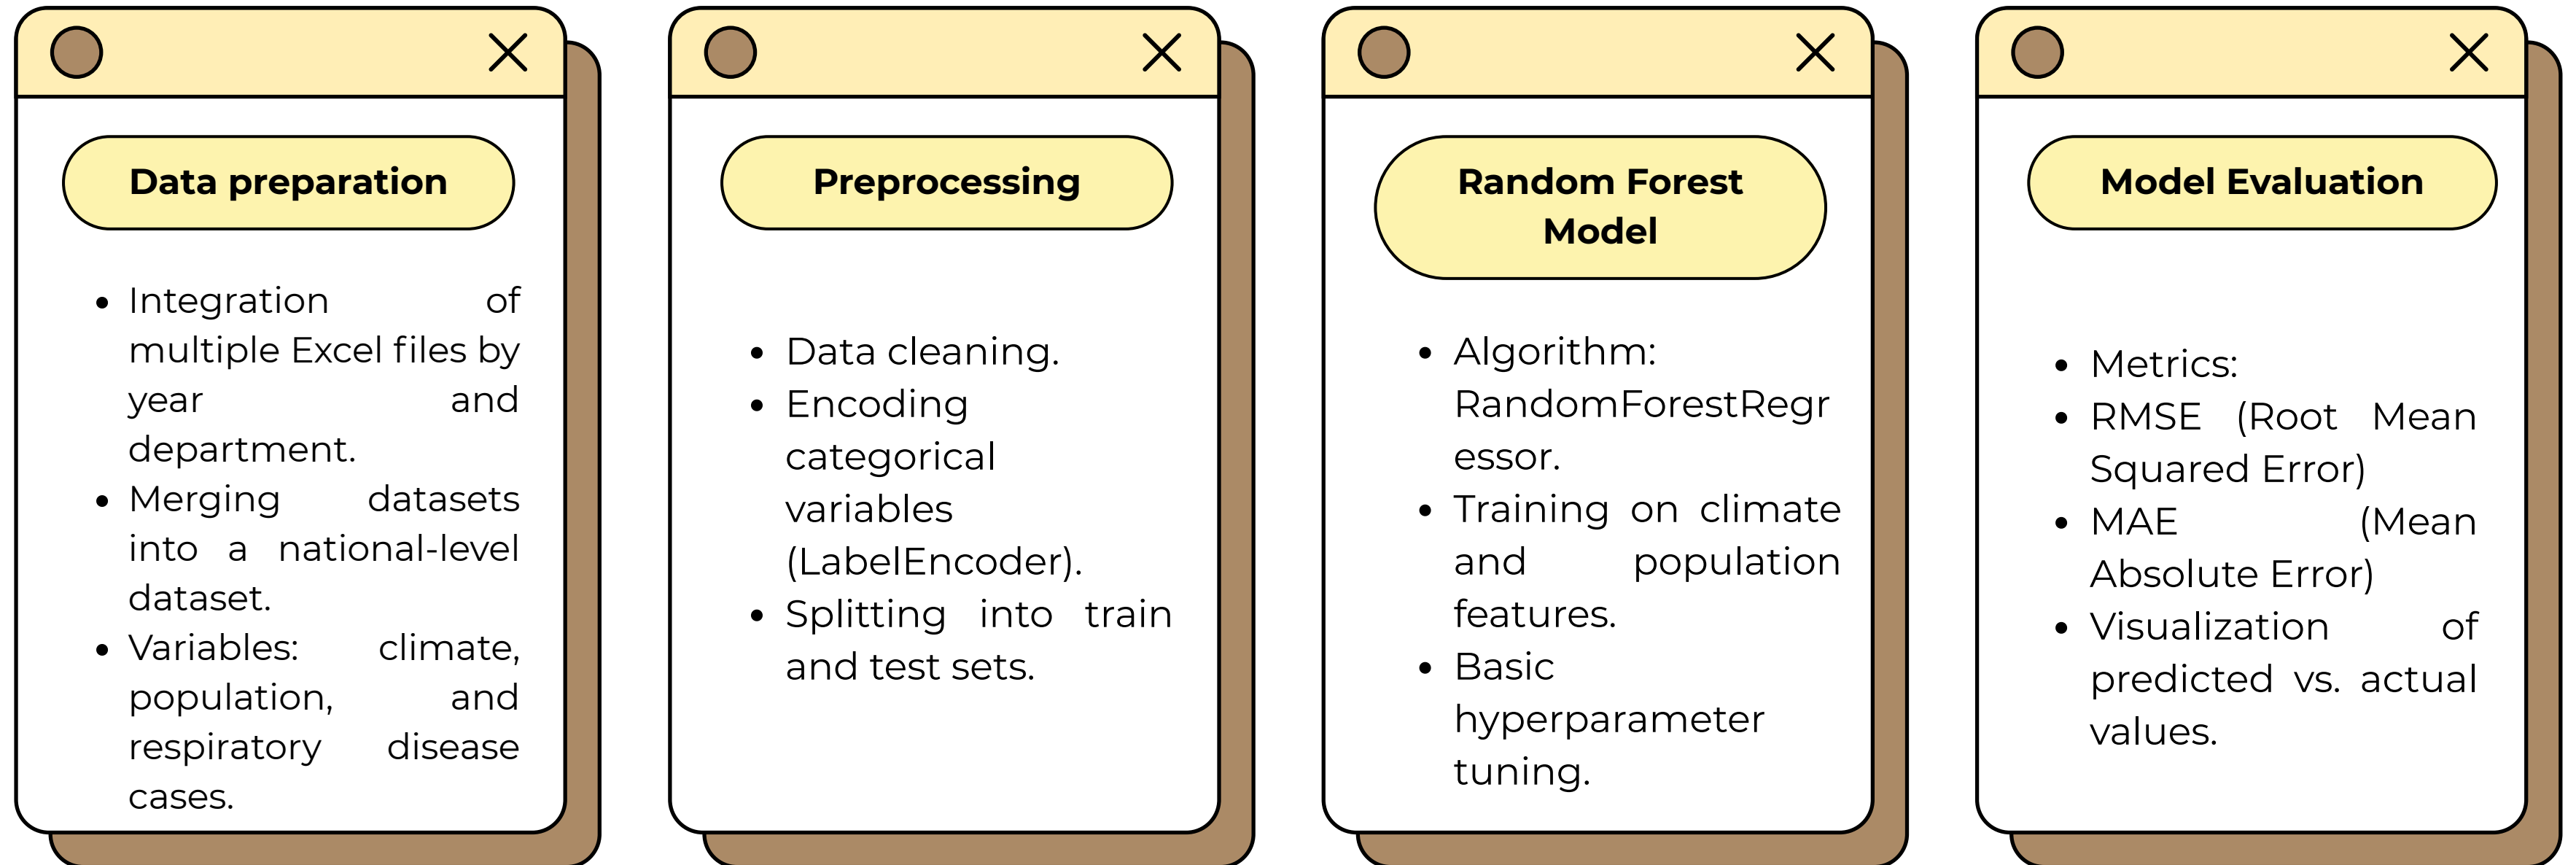 Data preparation
• Integration of
multiple Excel files by
year and
department.
• Merging datasets
into a national-level
dataset.
• Variables: climate,
population, and
respiratory disease
cases.
Preprocessing
• Data cleaning.
• Encoding
categorical
variables
(LabelEncoder).
• Splitting into train
and test sets.
Random Forest
Model
• Algorithm:
RandomForestRegr
essor.
• Training on climate
and population
features.
• Basic
hyperparameter
tuning.
Model Evaluation
• Metrics:
• RMSE (Root Mean
Squared Error)
• MAE (Mean
Absolute Error)
• Visualization of
predicted vs. actual
values.